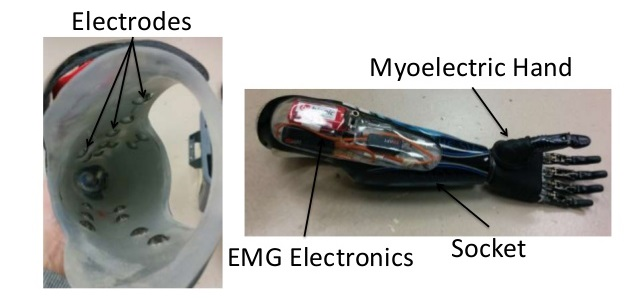 Electrodes
Myoelectric Hand
EMG Electronics
Socket